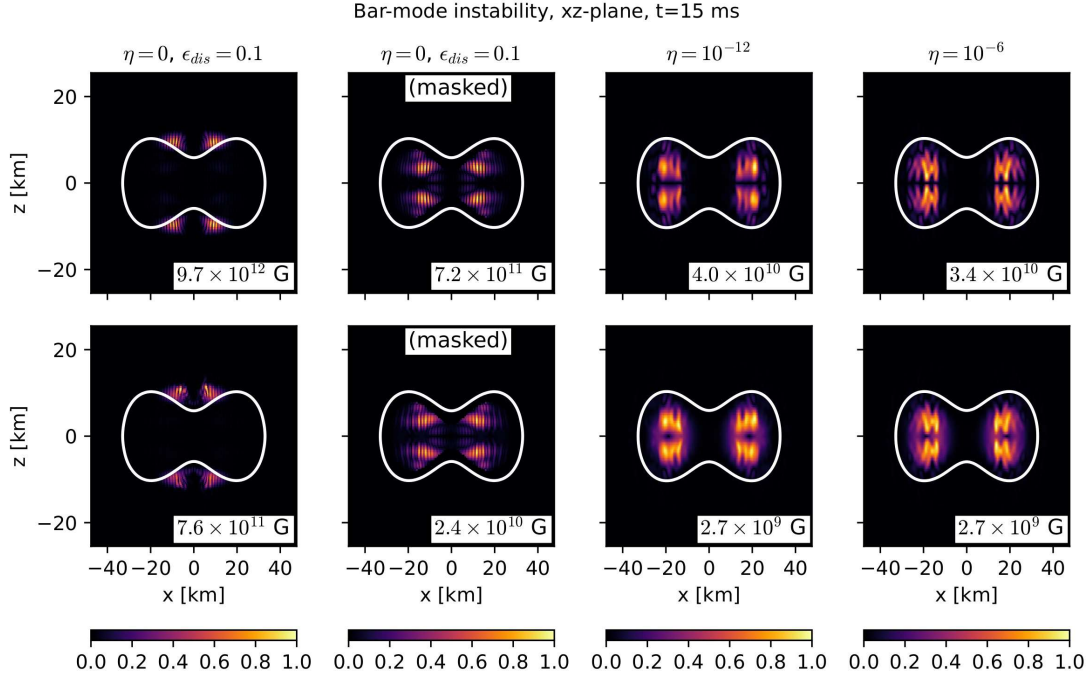 Bar-mode instability, xz-plane, t=15 ms
η = 0, ϵ_dis = 0.1
η = 0, ϵ_dis = 0.1
η = 10^−12
η = 10^−6
z [km]
20
0
−20
(masked)
9.7 × 10^12 G
7.2 × 10^11 G
4.0 × 10^10 G
3.4 × 10^10 G
z [km]
20
0
−20
(masked)
7.6 × 10^11 G
2.4 × 10^10 G
2.7 × 10^9 G
2.7 × 10^9 G
−40 −20 0 20 40
−40 −20 0 20 40
−40 −20 0 20 40
−40 −20 0 20 40
x [km]
x [km]
x [km]
x [km]
0.0 0.2 0.4 0.6 0.8 1.0
0.0 0.2 0.4 0.6 0.8 1.0
0.0 0.2 0.4 0.6 0.8 1.0
0.0 0.2 0.4 0.6 0.8 1.0